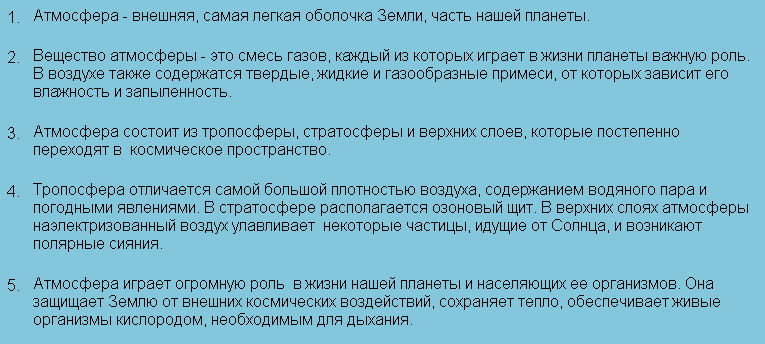 1. Атмосфера - внешняя, самая легкая оболочка Земли, часть нашей планеты.
2. Вещество атмосферы - это смесь газов, каждый из которых играет в жизни планеты важную роль.
В воздухе также содержатся твердые, жидкие и газообразные примеси, от которых зависит его
влажность и запыленность.
3. Атмосфера состоит из тропосферы, стратосферы и верхних слоев, которые постепенно
переходят в космическое пространство.
4. Тропосфера отличается самой большой плотностью воздуха, содержанием водяного пара и
погодными явлениями. В стратосфере располагается озоновый щит. В верхних слоях атмосферы
наэлектризованный воздух улавливает некоторые частицы, идущие от Солнца, и возникают
полярные сияния.
5. Атмосфера играет огромную роль в жизни нашей планеты и населяющих ее организмов. Она
защищает Землю от внешних космических воздействий, сохраняет тепло, обеспечивает живые
организмы кислородом, необходимым для дыхания.